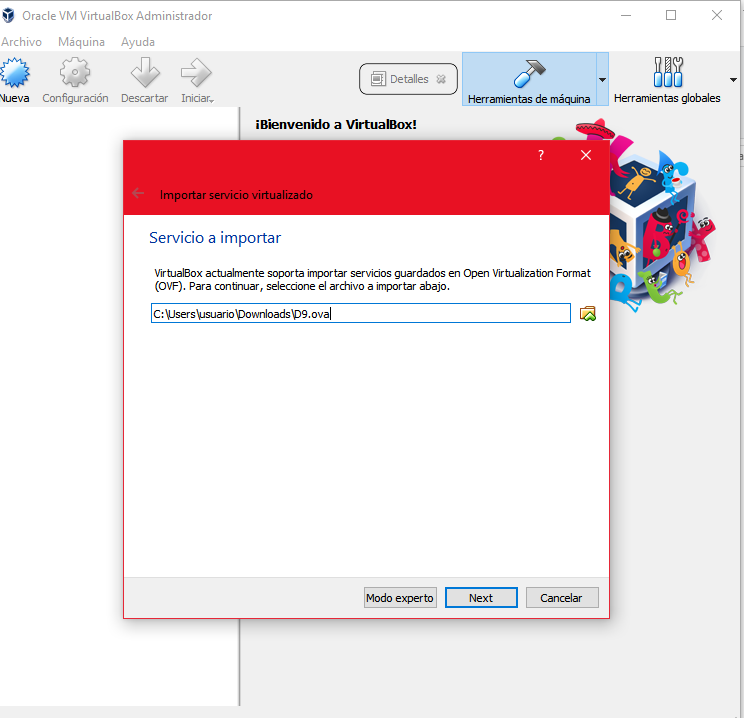 Oracle VM VirtualBox Administrador
Archivo Máquina Ayuda
Nueva Configuración Descartar Iniciar
Detalles
Herramientas de máquina
Herramientas globales
¡Bienvenido a VirtualBox!
?
Importar servicio virtualizado
Servicio a importar
VirtualBox actualmente soporta importar servicios guardados en Open Virtualization Format
(OVF). Para continuar, seleccione el archivo a importar abajo.
C:\Users\usuario\Downloads\D9.ova
Modo experto Next Cancelar